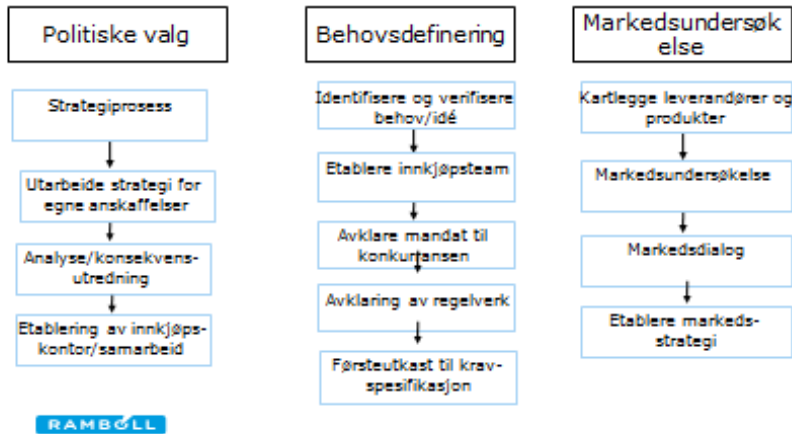 Politiske valg
Strategiprosess
Utarbeide strategi for
egne anskaffelser
Analyse/konsekvens-
utredning
Etablering av innkjøps-
kontor/samarbeid
Behovsdefinering
Identifisere og verifisere
behov/idé
Etablere innkjøpsteam
Avklare mandat til
konkurransen
Avklaring av regelverk
Førsteutkast til krav-
spesifikasjon
Markedsundersøk
else
Kartlegge leverandører og
produkter
Markedsundersøkelse
Markedsdialog
Etablere markeds-
strategi
RAMBØLL